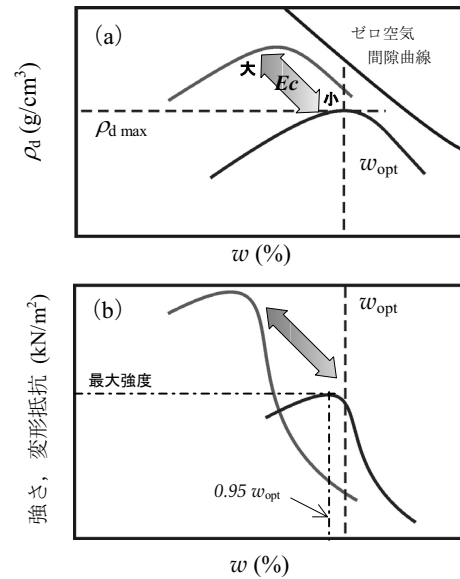 (a)
ゼロ空気
間隙曲線
大
Ec
小
ρd max
wopt
ρd (g/cm³)
w (%)
(b)
wopt
最大強度
0.95 wopt
強さ，変形抵抗 (kN/m²)
w (%)